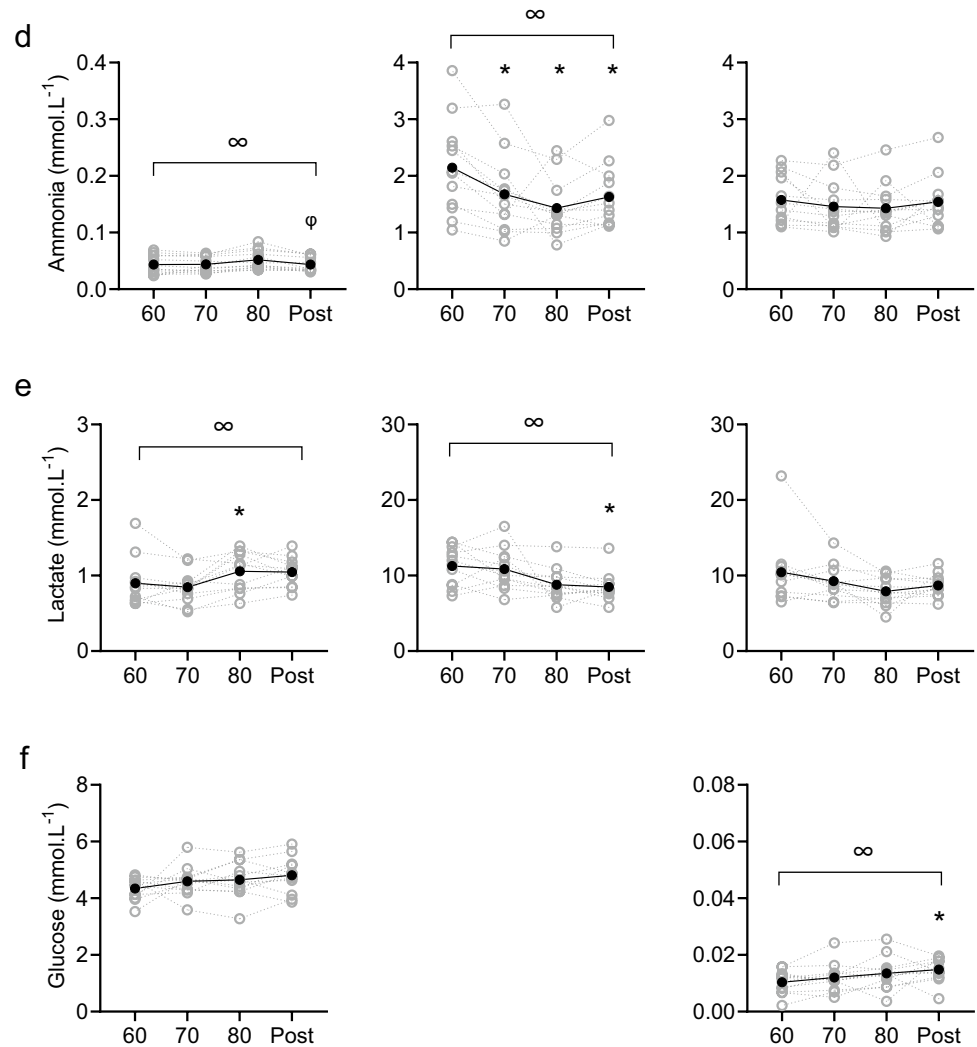 d
∞
∞
Ammonia (mmol.L⁻¹)
0.4
0.3
0.2
0.1
0.0
φ
60 70 80 Post
4
3
2
1
0
* * *
60 70 80 Post
4
3
2
1
0
60 70 80 Post
e
Lactate (mmol.L⁻¹)
3
2
1
0
∞
*
60 70 80 Post
30
20
10
0
∞
*
60 70 80 Post
30
20
10
0
60 70 80 Post
f
Glucose (mmol.L⁻¹)
8
6
4
2
0
60 70 80 Post
0.08
0.06
0.04
0.02
0.00
∞
*
60 70 80 Post